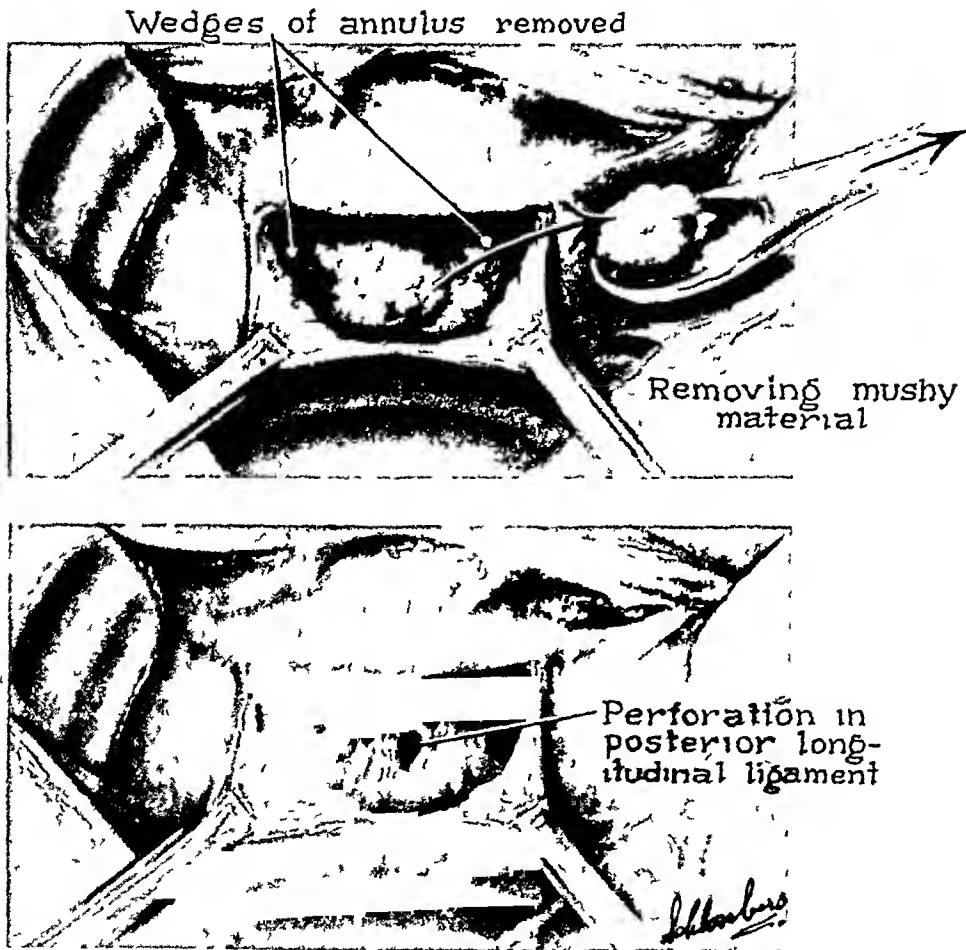 Wedges of annulus removed
Removing mushy
material
Perforation in
posterior long-
itudinal ligament